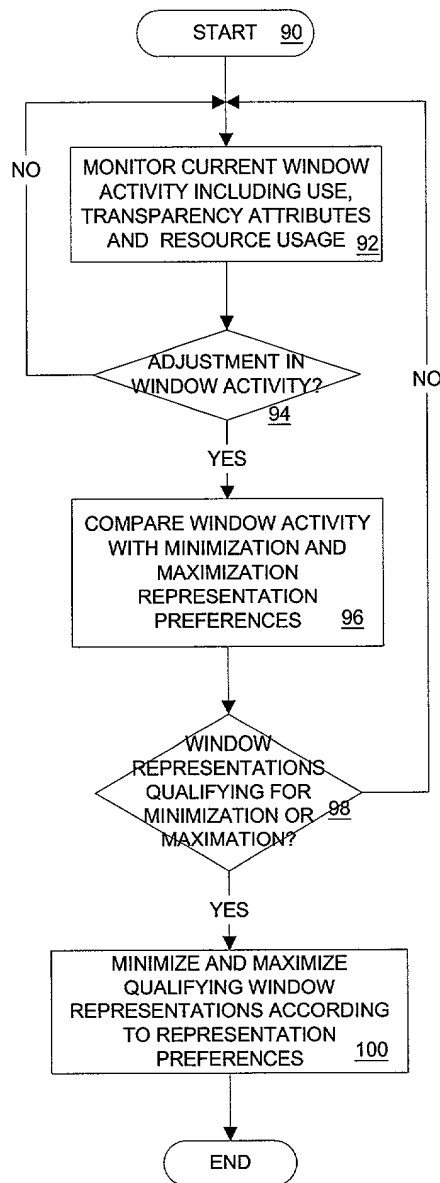 START 90
NO
MONITOR CURRENT WINDOW
ACTIVITY INCLUDING USE,
TRANSPARENCY ATTRIBUTES
AND RESOURCE USAGE 92
NO
ADJUSTMENT IN
WINDOW ACTIVITY?
94
YES
COMPARE WINDOW ACTIVITY
WITH MINIMIZATION AND
MAXIMIZATION
REPRESENTATION
PREFERENCES 96
WINDOW
REPRESENTATIONS
QUALIFYING FOR
MINIMIZATION OR 98
MAXIMATION?
YES
MINIMIZE AND MAXIMIZE
QUALIFYING WINDOW
REPRESENTATIONS ACCORDING
TO REPRESENTATION
PREFERENCES 100
END